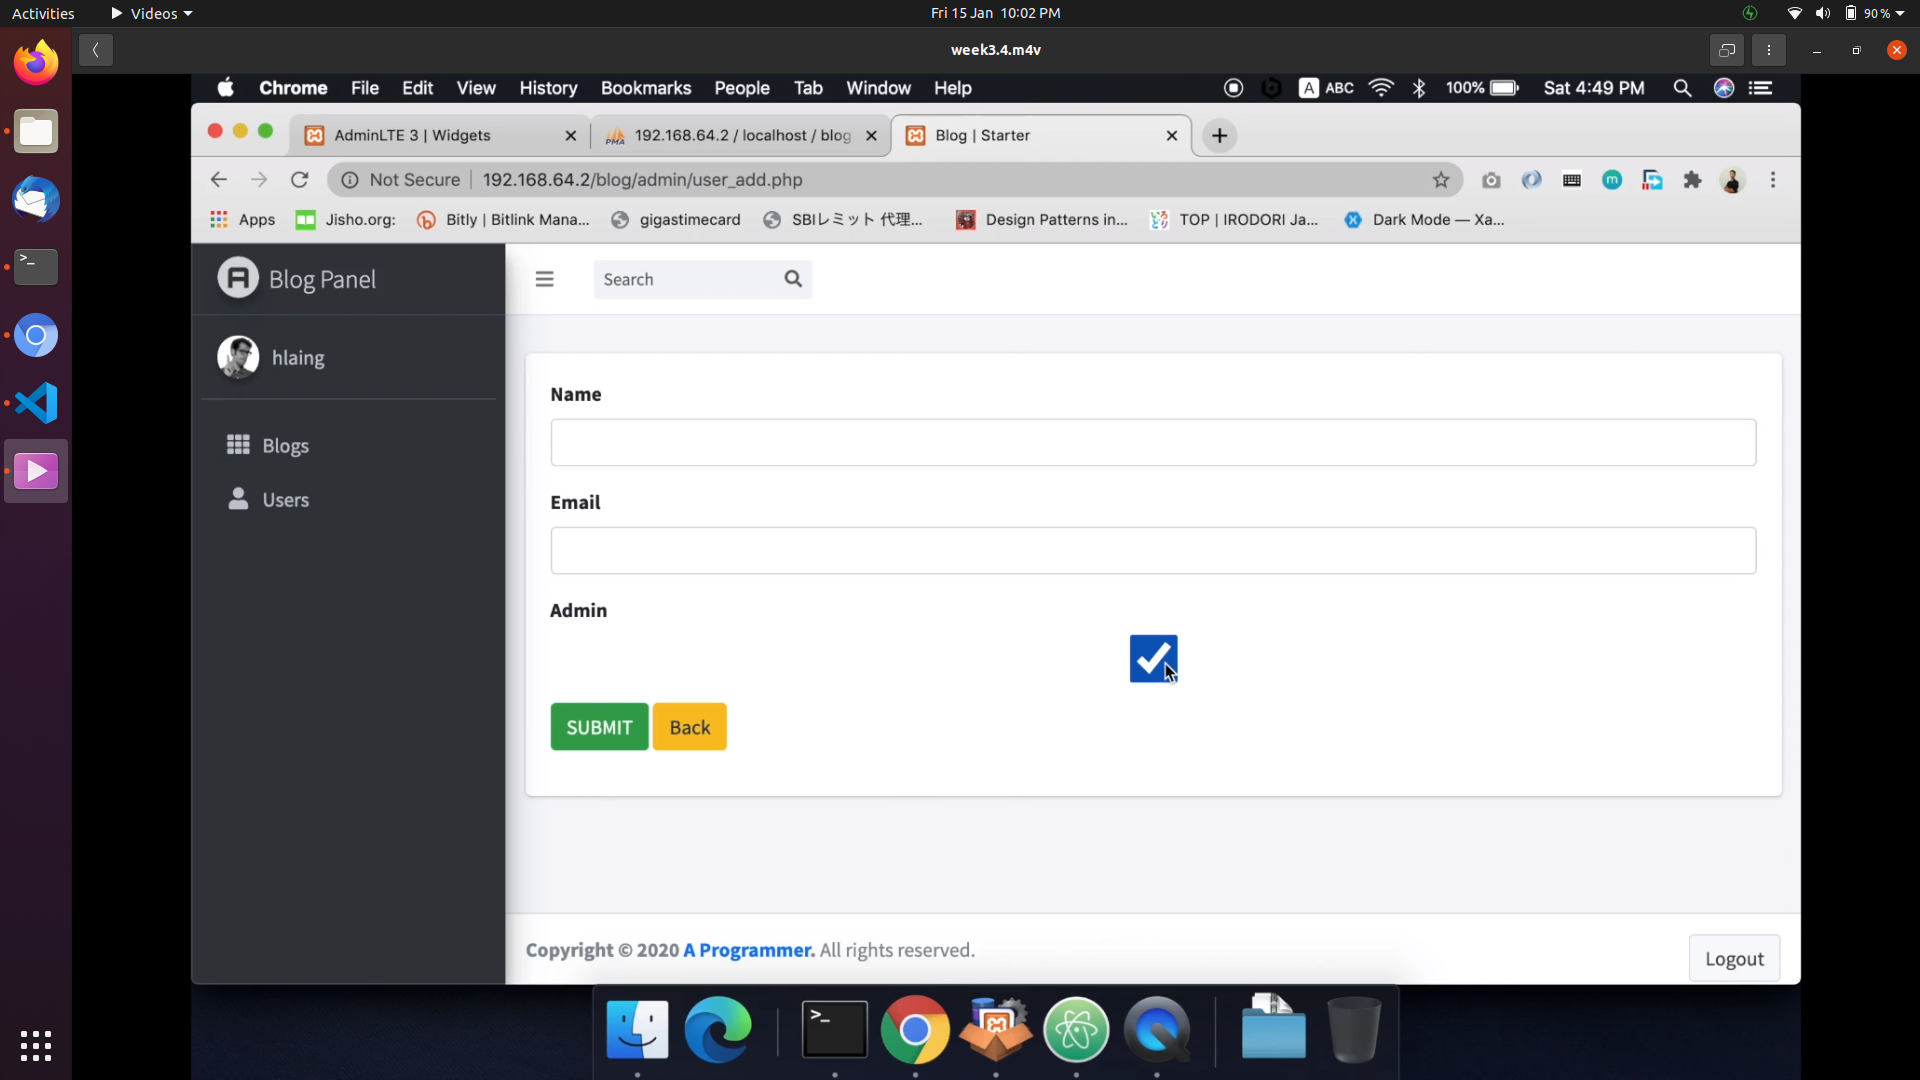 Activities
Videos
Fri 15 Jan 10:02 PM
90 %
week3.4.m4v
Chrome File Edit View History Bookmarks People Tab Window Help
A ABC 100% Sat 4:49 PM
AdminLTE 3 | Widgets
PMA 192.168.64.2 / localhost / blog
Blog | Starter
Not Secure | 192.168.64.2/blog/admin/user_add.php
m
Apps Jisho.org: Bitly | Bitlink Mana... gigastimecard SBIレミット 代理... Design Patterns in... TOP | IRODORI Ja... Dark Mode — Xa...
Blog Panel
Search
hlaing
Blogs
Users
Name
Email
Admin
SUBMIT Back
Copyright © 2020 A Programmer. All rights reserved.
Logout